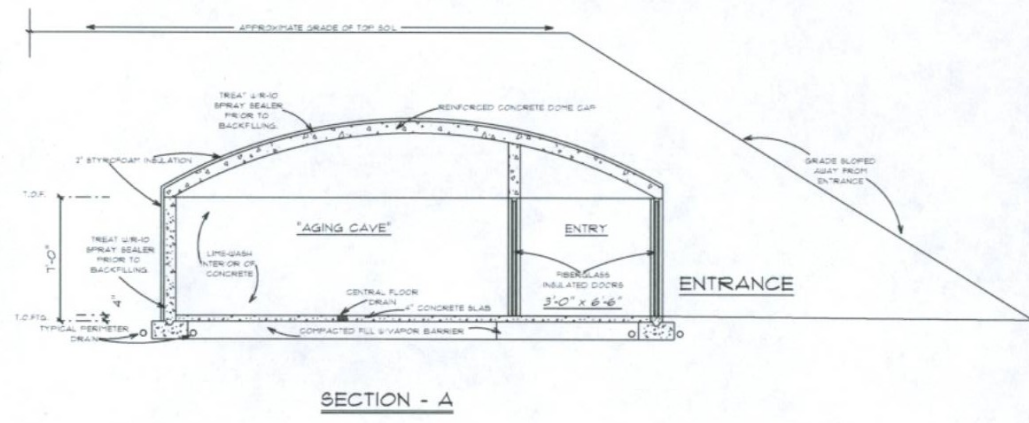 APPROXIMATE GRADE OF TOP SOIL
TREAT W/R-10
SPRAY SEALER
PRIOR TO
BACKFILLING.
REINFORCED CONCRETE DOME CAP
2" STYROFOAM INSULATION
GRADE SLOPED
AWAY FROM
ENTRANCE
T.O.F.
7'-0"
TREAT W/R-10
SPRAY SEALER
PRIOR TO
BACKFILLING.
"AGING CAVE"
ENTRY
LIME-WASH
INTERIOR OF
CONCRETE
FIBERGLASS
INSULATED DOORS
3'-0" x 6'-6"
ENTRANCE
CENTRAL FLOOR
DRAIN
4" CONCRETE SLAB
4"
T.O.FTG.
TYPICAL PERIMETER
DRAIN
COMPACTED FILL & VAPOR BARRIER
SECTION - A